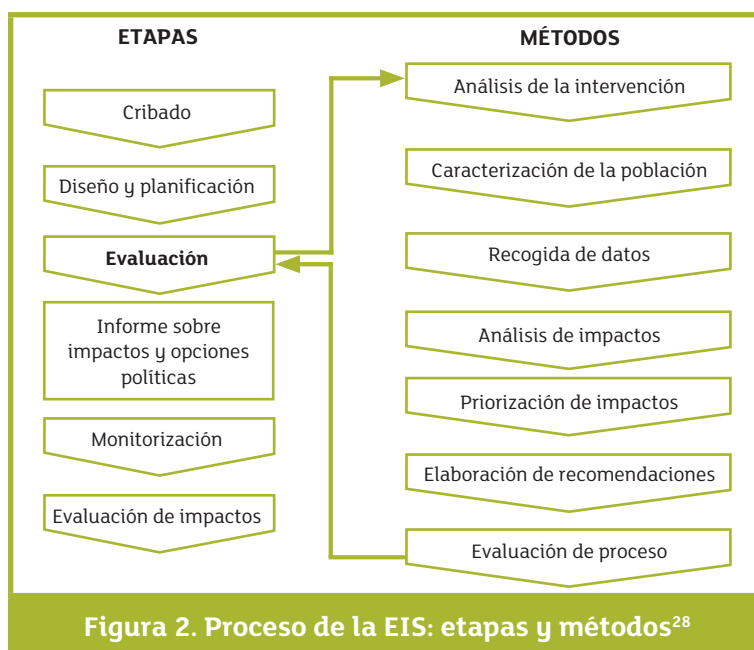 ETAPAS
Cribado
Diseño y planificación
Evaluación
Informe sobre
impactos y opciones
políticas
Monitorización
Evaluación de impactos
MÉTODOS
Análisis de la intervención
Caracterización de la población
Recogida de datos
Análisis de impactos
Priorización de impactos
Elaboración de recomendaciones
Evaluación de proceso
Figura 2. Proceso de la EIS: etapas y métodos²⁸